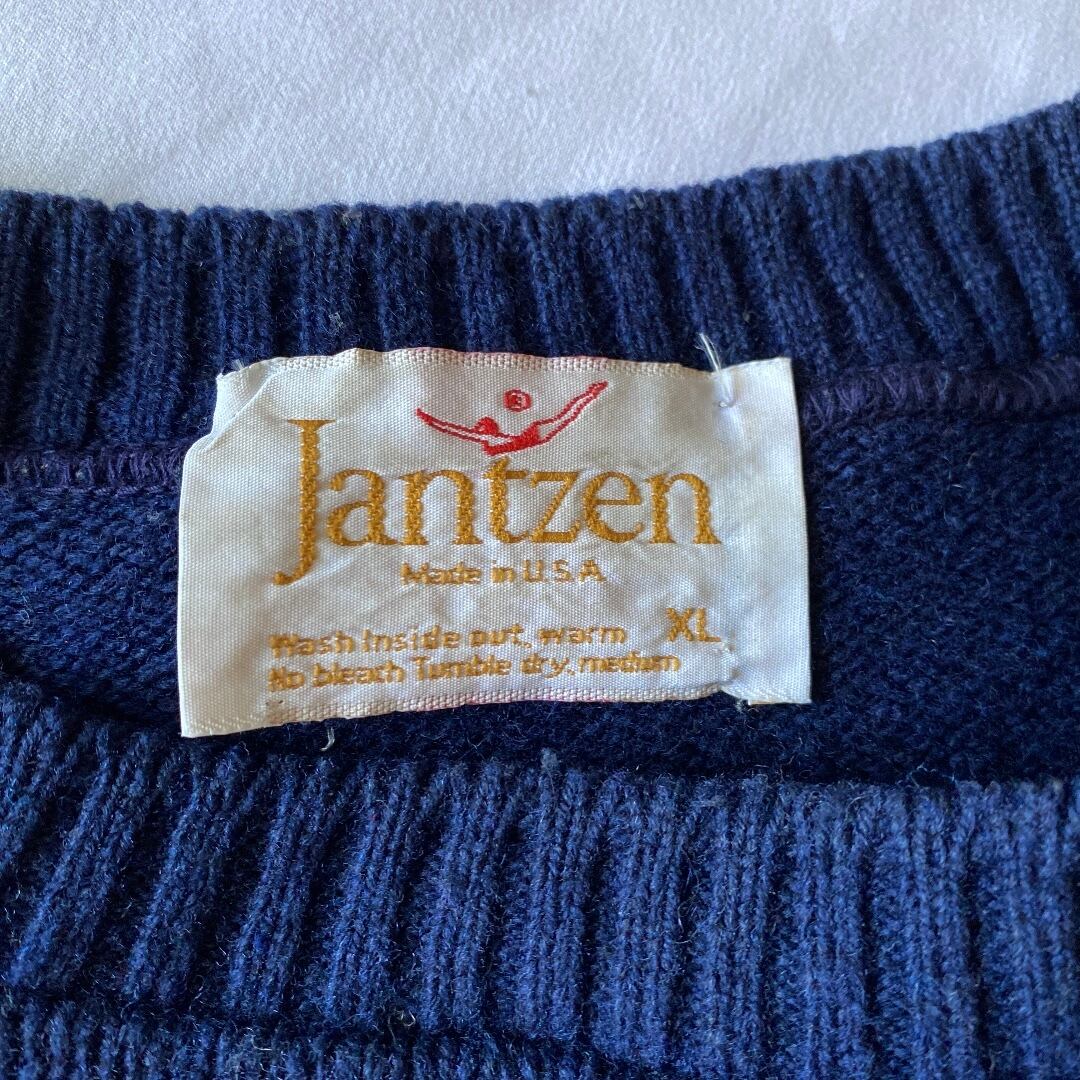 Jantzen
Made in U.S.A.
XL
Wash inside out, warm
No bleach Tumble dry, medium